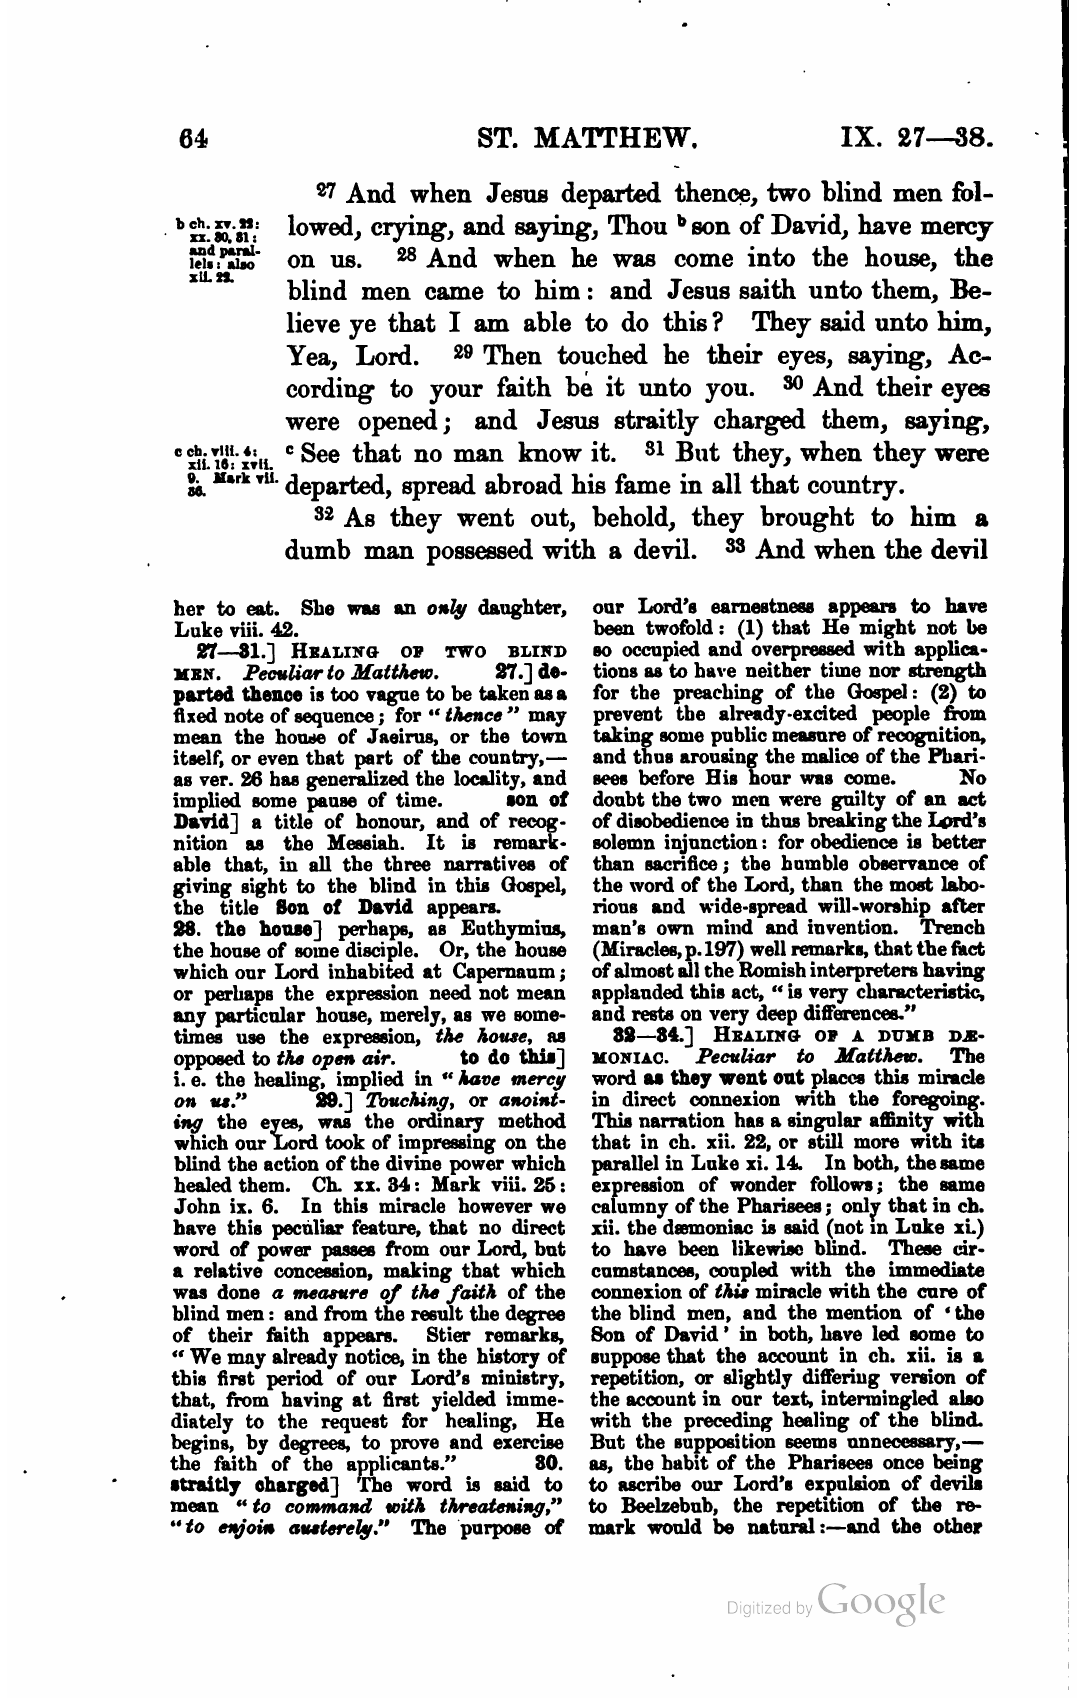 64 ST. MATTHEW. IX. 27—38.
27 And when Jesus departed thence, two blind men fol-
lowed, crying, and saying, Thou b son of David, have mercy
on us. 28 And when he was come into the house, the
blind men came to him: and Jesus saith unto them, Be-
lieve ye that I am able to do this? They said unto him,
Yea, Lord. 29 Then touched he their eyes, saying, Ac-
cording to your faith be it unto you. 30 And their eyes
were opened; and Jesus straitly charged them, saying,
c See that no man know it. 31 But they, when they were
departed, spread abroad his fame in all that country.
32 As they went out, behold, they brought to him a
dumb man possessed with a devil. 33 And when the devil
b ch. xv. 22:
xx. 30, 31:
and paral-
lels: also
xii. 22.
c ch. viii. 4:
xii. 16: xvii.
9. Mark vii.
36.
her to eat. She was an only daughter,
Luke viii. 42.
27—31.] HEALING OF TWO BLIND
MEN. Peculiar to Matthew. 27.] de-
parted thence is too vague to be taken as a
fixed note of sequence; for “thence” may
mean the house of Jaeirus, or the town
itself, or even that part of the country,—
as ver. 26 has generalized the locality, and
implied some pause of time. son of
David] a title of honour, and of recog-
nition as the Messiah. It is remark-
able that, in all the three narratives of
giving sight to the blind in this Gospel,
the title Son of David appears.
28. the house] perhaps, as Euthymius,
the house of some disciple. Or, the house
which our Lord inhabited at Capernaum;
or perhaps the expression need not mean
any particular house, merely, as we some-
times use the expression, the house, as
opposed to the open air. to do this]
i. e. the healing, implied in “have mercy
on us.” 29.] Touching, or anoint-
ing the eyes, was the ordinary method
which our Lord took of impressing on the
blind the action of the divine power which
healed them. Ch. xx. 34: Mark viii. 25:
John ix. 6. In this miracle however we
have this peculiar feature, that no direct
word of power passes from our Lord, but
a relative concession, making that which
was done a measure of the faith of the
blind men: and from the result the degree
of their faith appears. Stier remarks,
“We may already notice, in the history of
this first period of our Lord's ministry,
that, from having at first yielded imme-
diately to the request for healing, He
begins, by degrees, to prove and exercise
the faith of the applicants.” 30.
straitly charged] The word is said to
mean “to command with threatening,”
“to enjoin austerely.” The purpose of
our Lord's earnestness appears to have
been twofold: (1) that He might not be
so occupied and overpressed with applica-
tions as to have neither time nor strength
for the preaching of the Gospel: (2) to
prevent the already-excited people from
taking some public measure of recognition,
and thus arousing the malice of the Phari-
sees before His hour was come. No
doubt the two men were guilty of an act
of disobedience in thus breaking the Lord's
solemn injunction: for obedience is better
than sacrifice; the humble observance of
the word of the Lord, than the most labo-
rious and wide-spread will-worship after
man's own mind and invention. Trench
(Miracles, p. 197) well remarks, that the fact
of almost all the Romish interpreters having
applauded this act, “is very characteristic,
and rests on very deep differences.”
32—34.] HEALING OF A DUMB DÆ-
MONIAC. Peculiar to Matthew. The
word as they went out places this miracle
in direct connexion with the foregoing.
This narration has a singular affinity with
that in ch. xii. 22, or still more with its
parallel in Luke xi. 14. In both, the same
expression of wonder follows; the same
calumny of the Pharisees; only that in ch.
xii. the dæmoniac is said (not in Luke xi.)
to have been likewise blind. These cir-
cumstances, coupled with the immediate
connexion of this miracle with the cure of
the blind men, and the mention of ‘the
Son of David’ in both, have led some to
suppose that the account in ch. xii. is a
repetition, or slightly differing version of
the account in our text, intermingled also
with the preceding healing of the blind.
But the supposition seems unnecessary,—
as, the habit of the Pharisees once being
to ascribe our Lord's expulsion of devils
to Beelzebub, the repetition of the re-
mark would be natural:—and the other
Digitized by Google